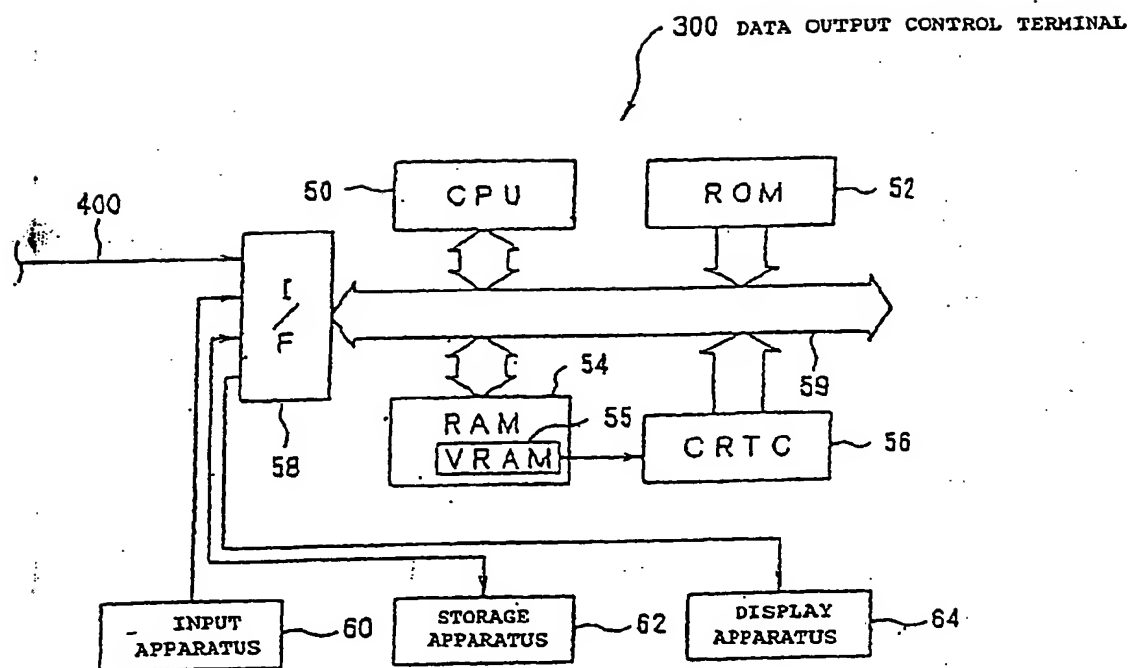 300 DATA OUTPUT CONTROL TERMINAL
50
CPU
ROM
52
400
I/F
59
54
RAM
55
VRAM
CRTC
56
58
INPUT
APPARATUS
60
STORAGE
APPARATUS
62
DISPLAY
APPARATUS
64